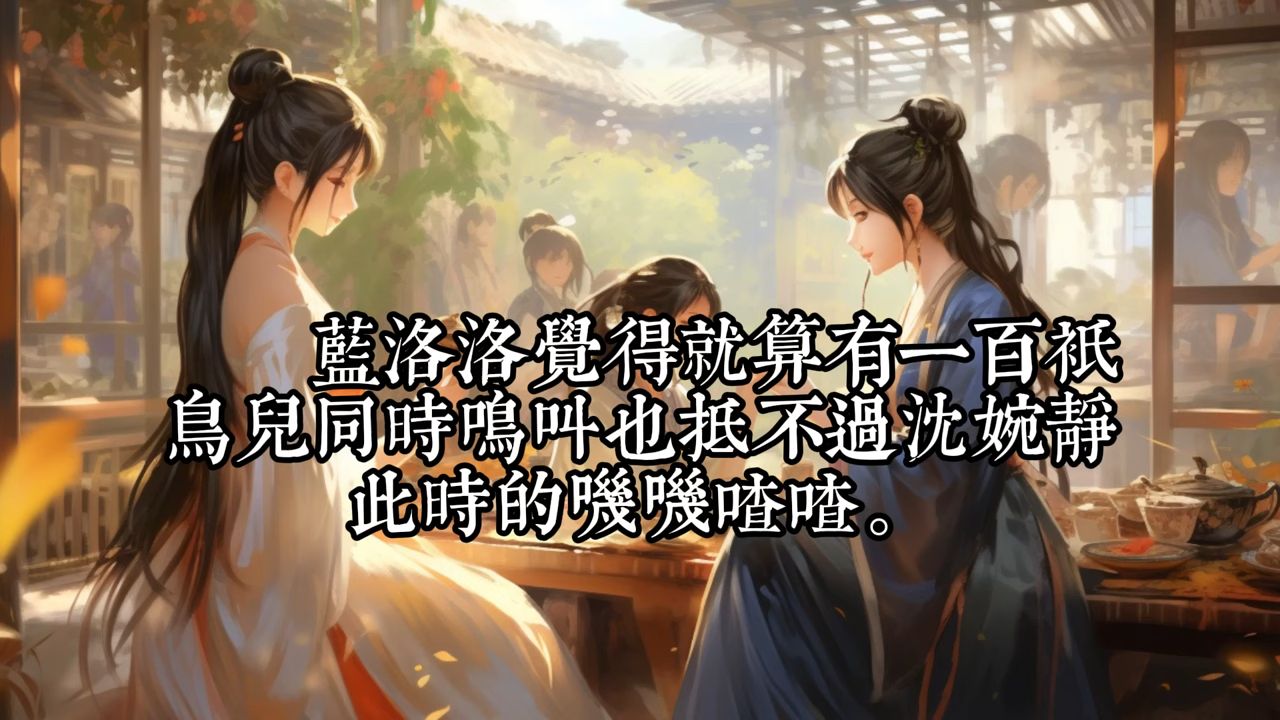 藍洛洛覺得就算有一百衹
鳥兒同時鳴叫也抵不過沈婉靜
此時的嘰嘰喳喳。